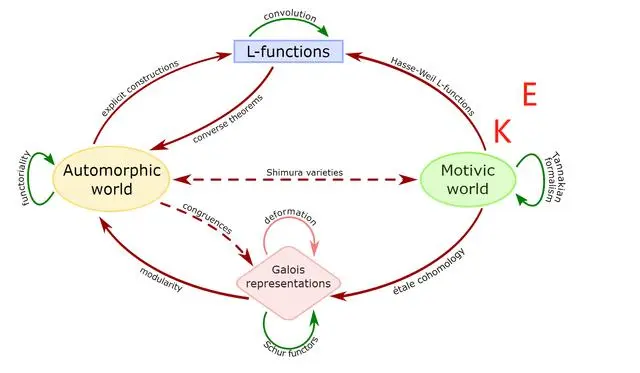 convolution
L-functions
explicit constructions
Hasse-Weil L-functions
E
K
converse theorems
functoriality
Automorphic
world
Shimura varieties
Motivic
world
Tannakian
formalism
congruences
deformation
Galois
representations
modularity
étale cohomology
Schur functors